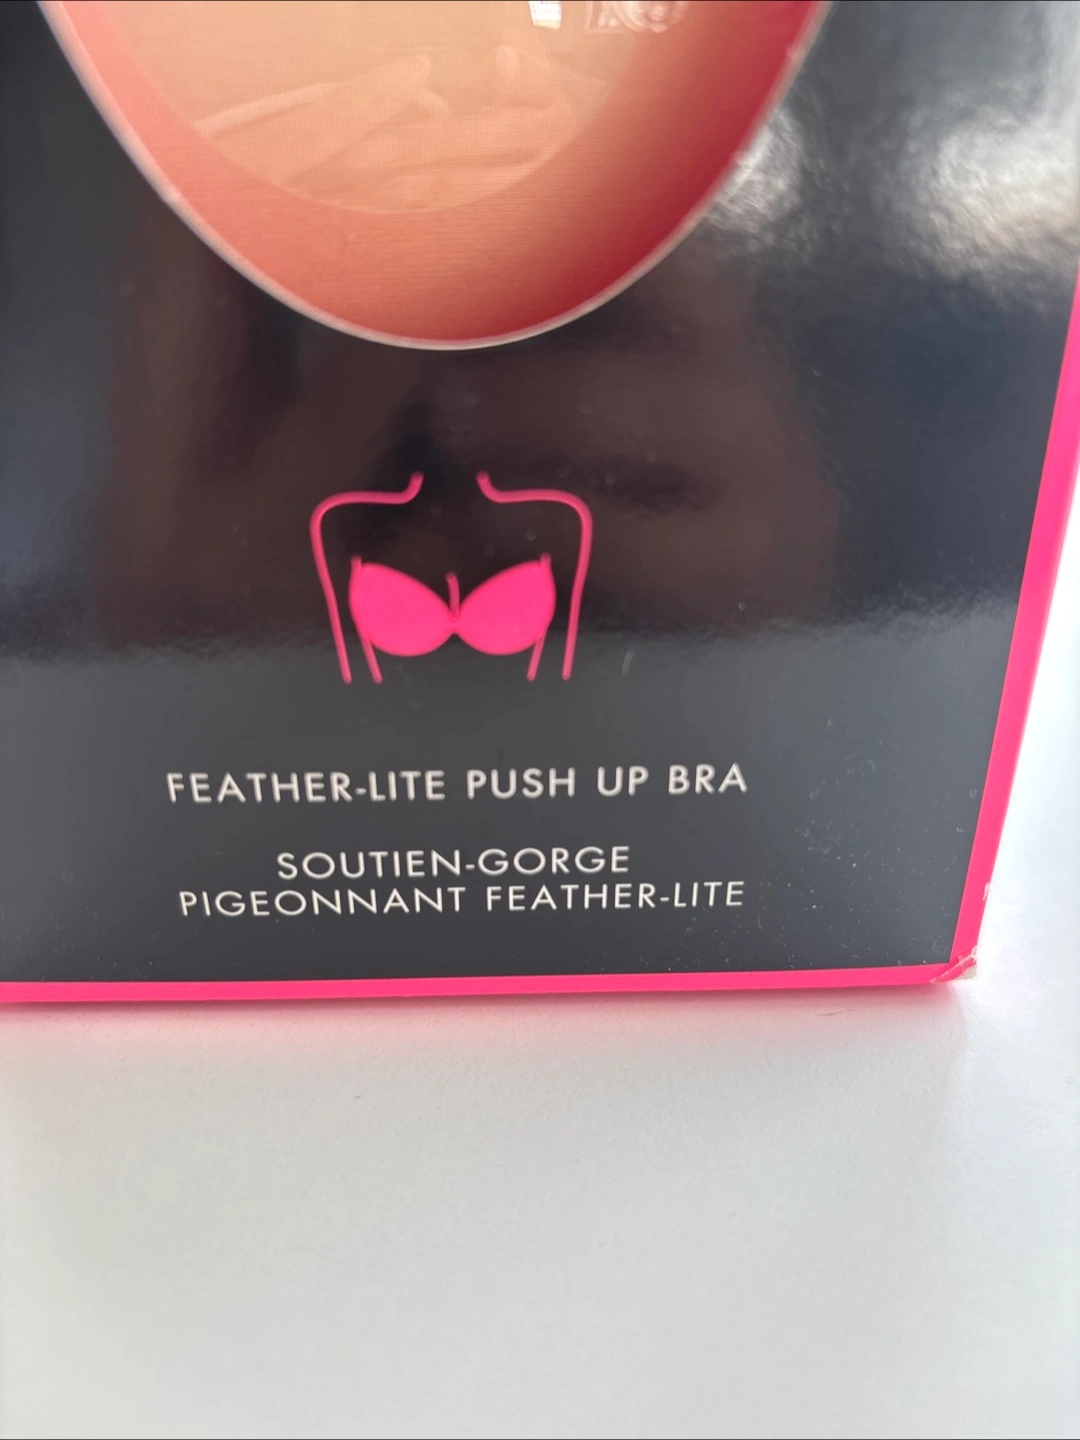 FEATHER-LITE PUSH UP BRA
SOUTIEN-GORGE
PIGEONNANT FEATHER-LITE